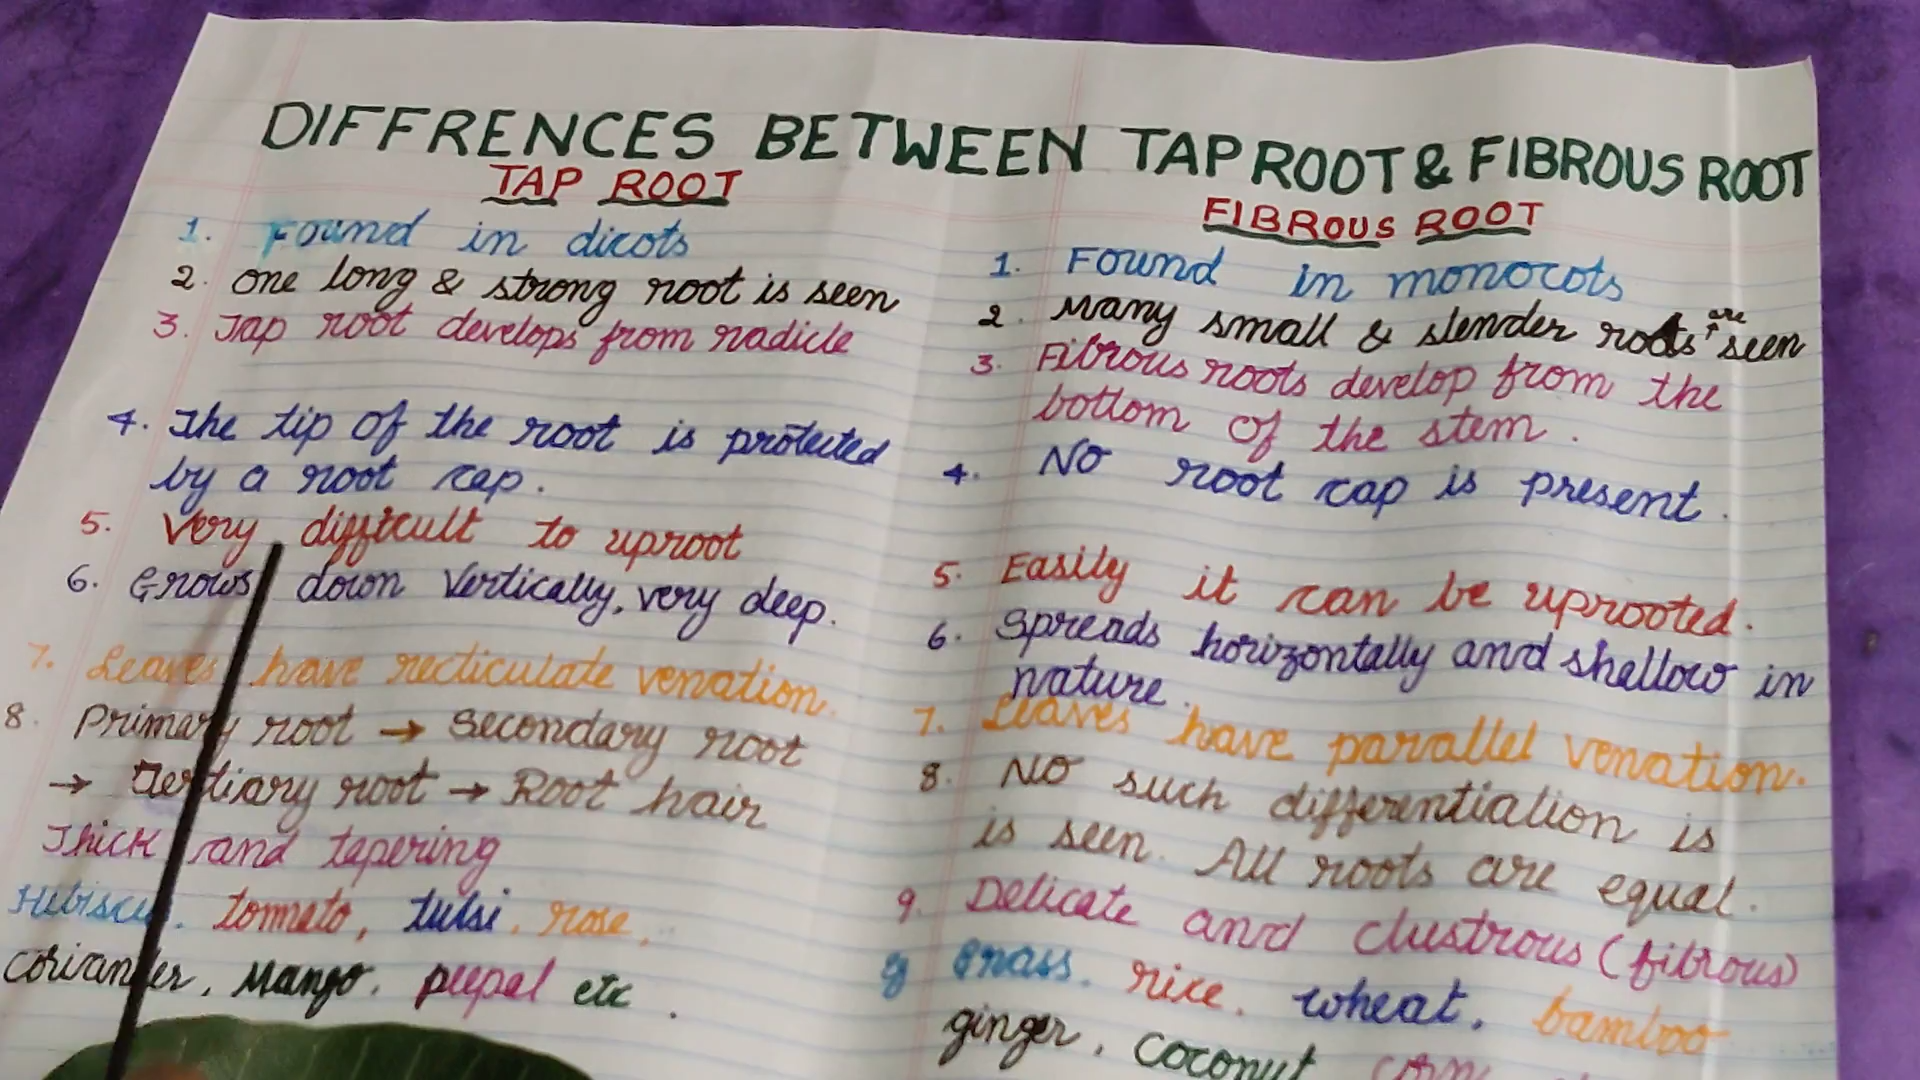 DIFFRENCES BETWEEN TAP ROOT & FIBROUS ROOT
TAP ROOT
1. Found in dicots
2. One long & strong root is seen
3. Tap root develops from radicle
4. The tip of the root is protected
by a root cap.
5. Very difficult to uproot
6. Grows down Vertically, very deep.
7. Leaves have recticulate venation.
8. Primary root → Secondary root
→ Tertiary root → Root hair
Thick and tapering
Hibiscus, tomato, tulsi, rose,
coriander, Mango, peepal etc.
FIBROUS ROOT
1. Found in monocots
2. Many small & slender roots are seen
3. Fibrous roots develop from the
bottom of the stem.
4. No root cap is present.
5. Easily it can be uprooted.
6. Spreads horizontally and shallow in
nature.
7. Leaves have parallel venation.
8. No such differentiation is
is seen. All roots are equal.
9. Delicate and clustrous (fibrous)
Grass, rice, wheat, bamboo
ginger, coconut corn